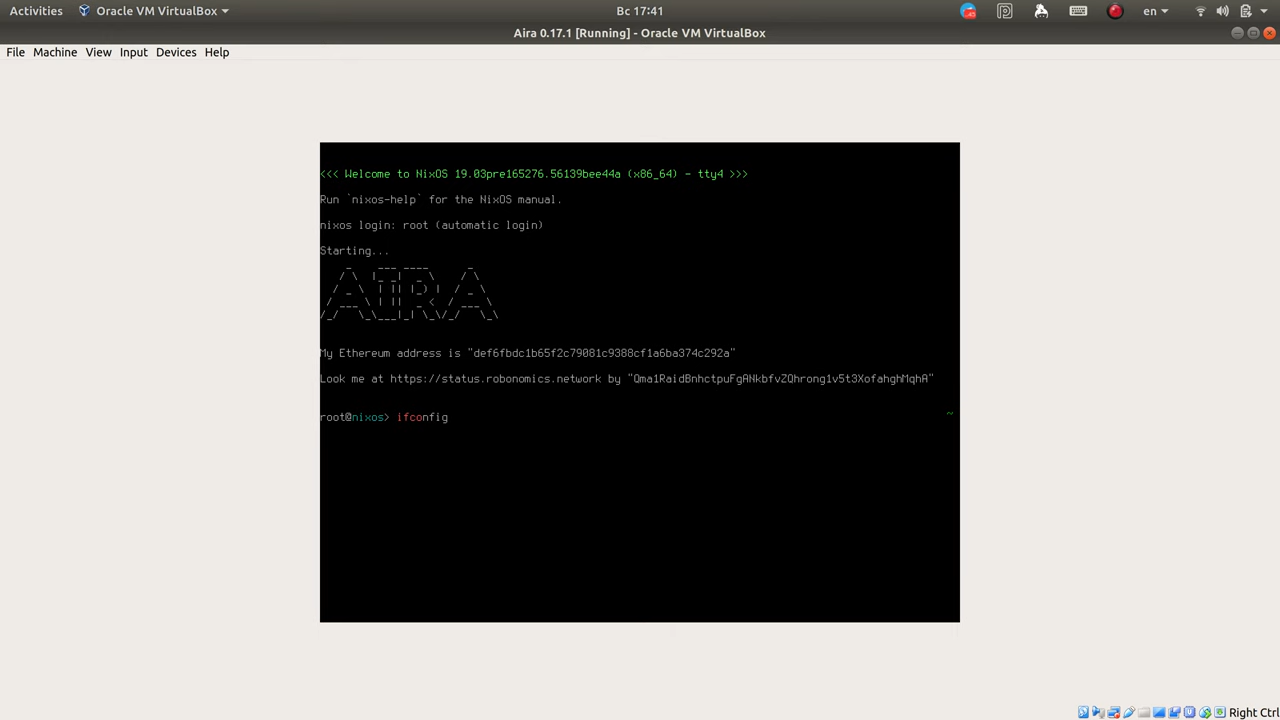 Activities Oracle VM VirtualBox Вс 17:41 en
Aira 0.17.1 [Running] - Oracle VM VirtualBox
File Machine View Input Devices Help
<<< Welcome to NixOS 19.03pre165276.56139bee44a (x86_64) - tty4 >>>
Run `nixos-help` for the NixOS manual.
nixos login: root (automatic login)
Starting...
AIRA
My Ethereum address is "def6fbdc1b65f2c79081c9388cf1a6ba374c292a"
Look me at https://status.robonomics.network by "Qma1RaidBnhctpuFgANkbfvZQhrong1v5t3XofahghMqhA"
root@nixos> ifconfig ~
Right Ctrl